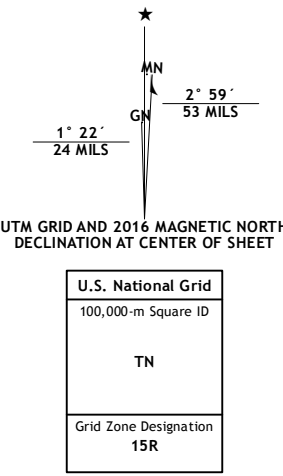 ★
MN
2° 59´
53 MILS
GN
1° 22´
24 MILS
UTM GRID AND 2016 MAGNETIC NORTH
DECLINATION AT CENTER OF SHEET
U.S. National Grid
100,000-m Square ID
TN
Grid Zone Designation
15R